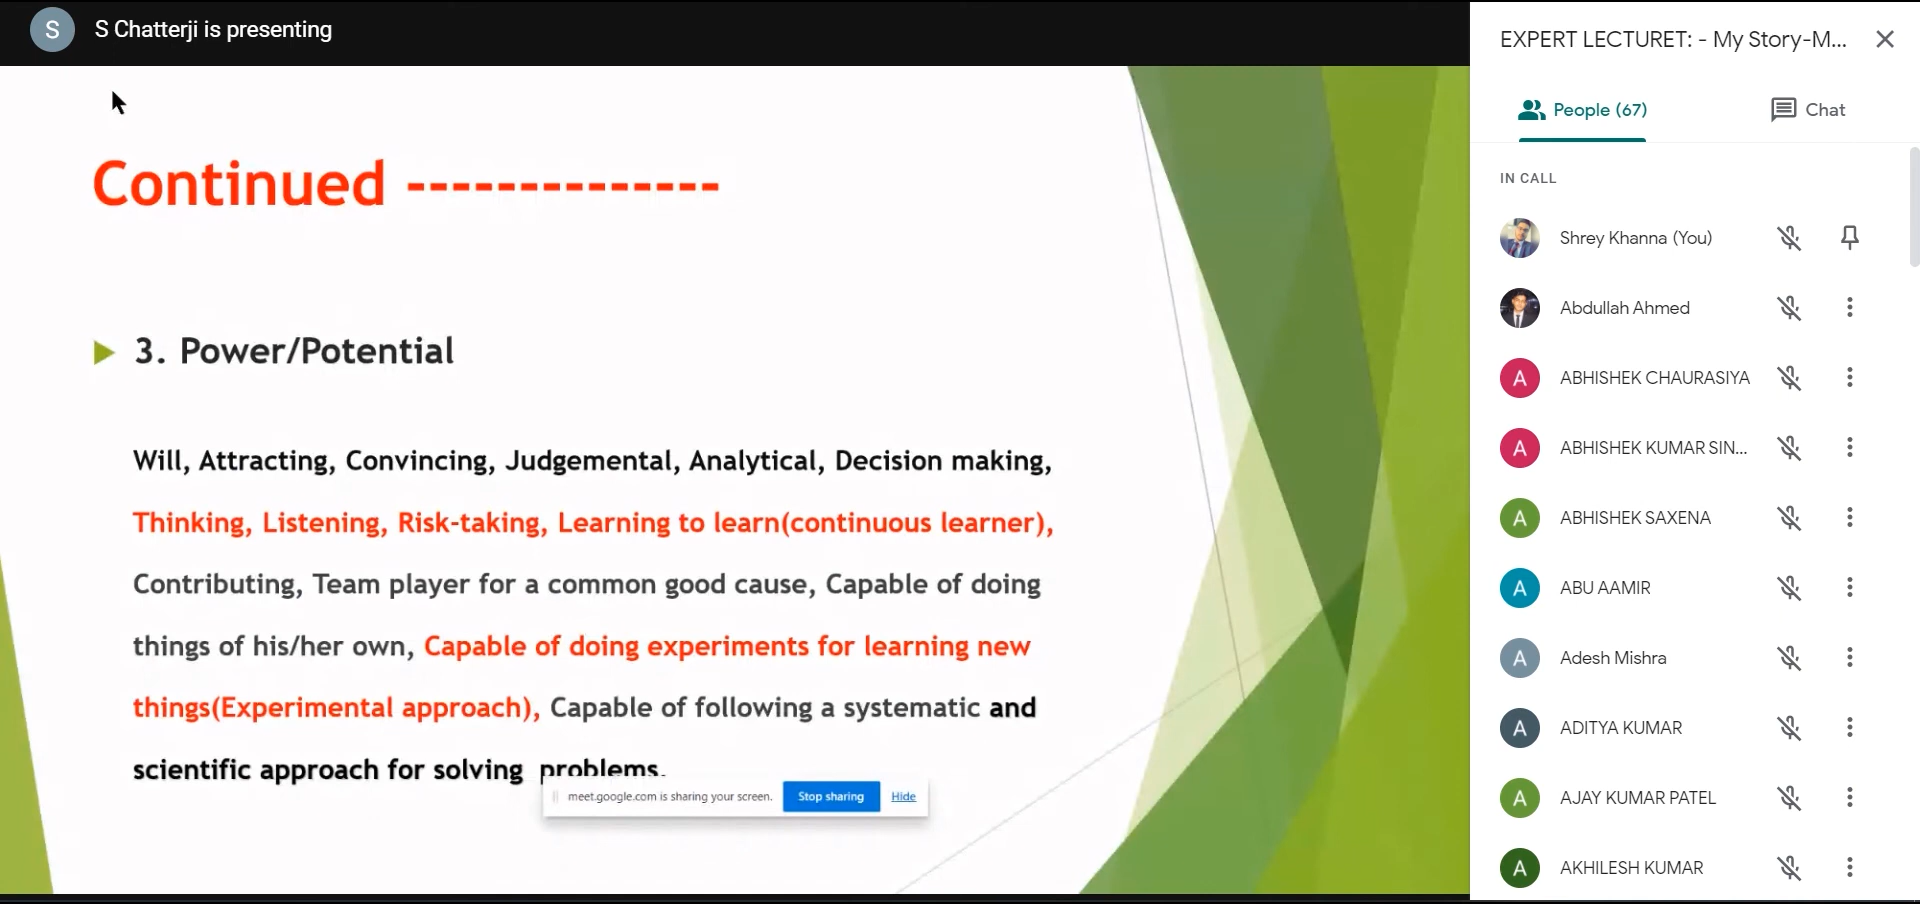 S
S Chatterji is presenting
Continued --------------
3. Power/Potential
Will, Attracting, Convincing, Judgemental, Analytical, Decision making,
Thinking, Listening, Risk-taking, Learning to learn(continuous learner),
Contributing, Team player for a common good cause, Capable of doing
things of his/her own, Capable of doing experiments for learning new
things(Experimental approach), Capable of following a systematic and
scientific approach for solving problems.
meet.google.com is sharing your screen. Stop sharing Hide
EXPERT LECTURET: - My Story-M...
People (67) Chat
IN CALL
Shrey Khanna (You)
Abdullah Ahmed
A ABHISHEK CHAURASIYA
A ABHISHEK KUMAR SIN...
A ABHISHEK SAXENA
A ABU AAMIR
A Adesh Mishra
A ADITYA KUMAR
A AJAY KUMAR PATEL
A AKHILESH KUMAR